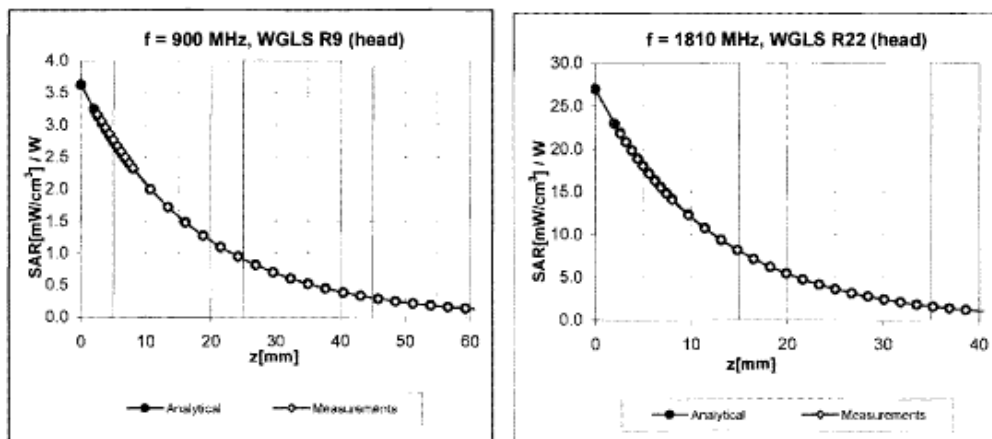 f = 900 MHz, WGLS R9 (head)
SAR[mW/cm³] / W
4.0
3.5
3.0
2.5
2.0
1.5
1.0
0.5
0.0
0
10
20
30
40
50
60
z[mm]
Analytical
Measurements
f = 1810 MHz, WGLS R22 (head)
SAR[mW/cm³] / W
30.0
25.0
20.0
15.0
10.0
5.0
0.0
0
10
20
30
40
z[mm]
Analytical
Measurements